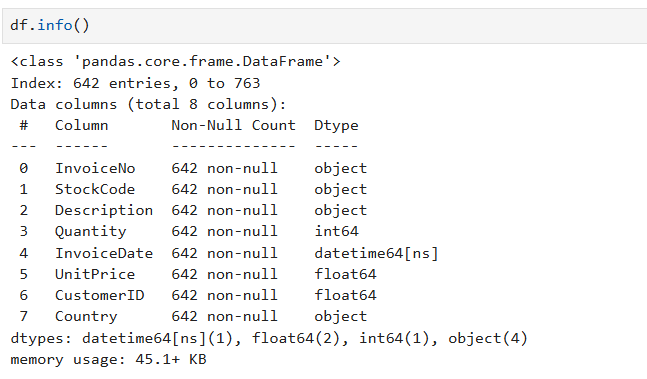 df.info()
<class 'pandas.core.frame.DataFrame'>
Index: 642 entries, 0 to 763
Data columns (total 8 columns):
 #   Column       Non-Null Count  Dtype
---  ------       --------------  -----
 0   InvoiceNo    642 non-null    object
 1   StockCode    642 non-null    object
 2   Description  642 non-null    object
 3   Quantity     642 non-null    int64
 4   InvoiceDate  642 non-null    datetime64[ns]
 5   UnitPrice    642 non-null    float64
 6   CustomerID   642 non-null    float64
 7   Country      642 non-null    object
dtypes: datetime64[ns](1), float64(2), int64(1), object(4)
memory usage: 45.1+ KB